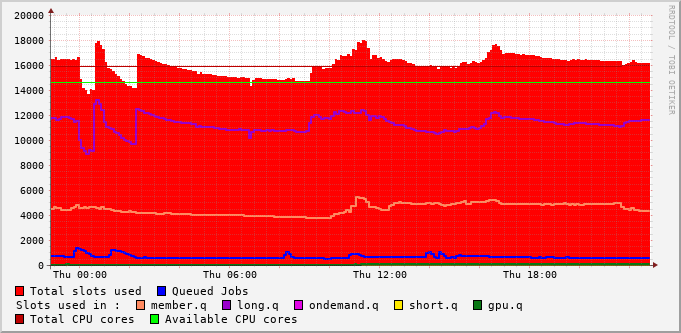 20000
18000
16000
14000
12000
10000
8000
6000
4000
2000
0
Thu 00:00 Thu 06:00 Thu 12:00 Thu 18:00
RRDTOOL / TOBI OETIKER
Total slots used Queued Jobs
Slots used in : member.q long.q ondemand.q short.q gpu.q
Total CPU cores Available CPU cores